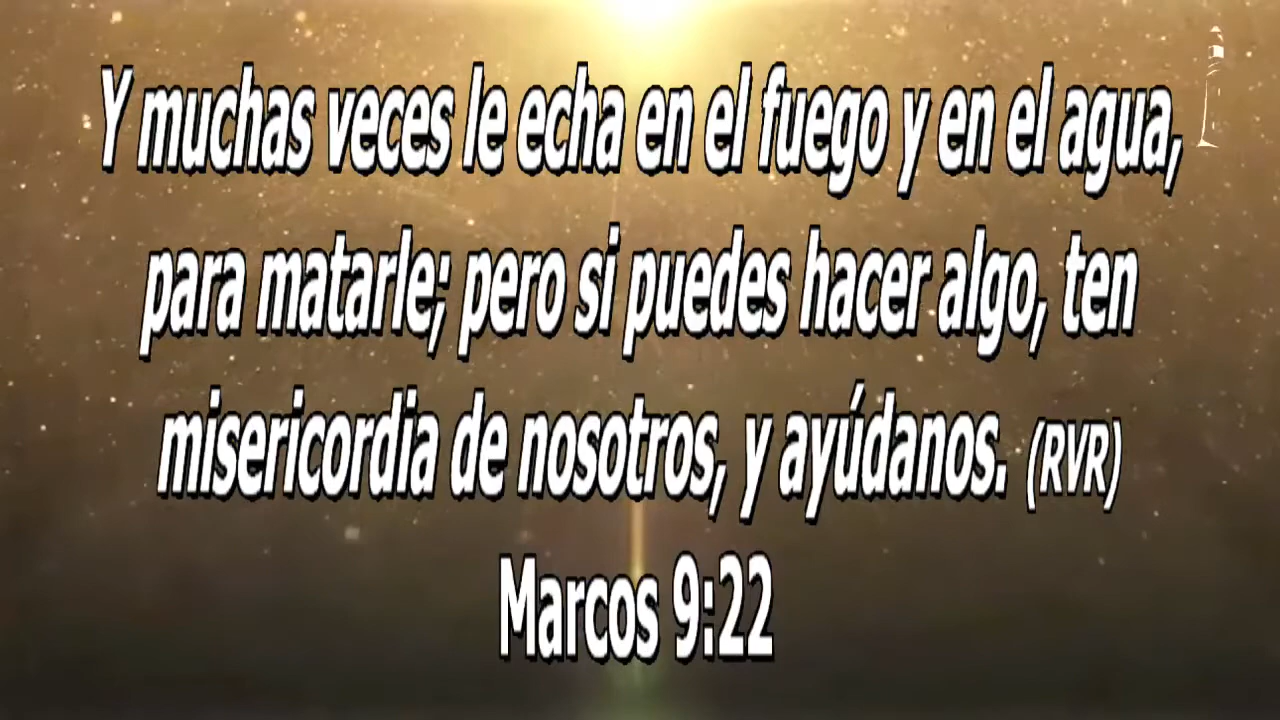 Y muchas veces le echa en el fuego y en el agua,
para matarle; pero si puedes hacer algo, ten
misericordia de nosotros, y ayúdanos. (RVR)
Marcos 9:22